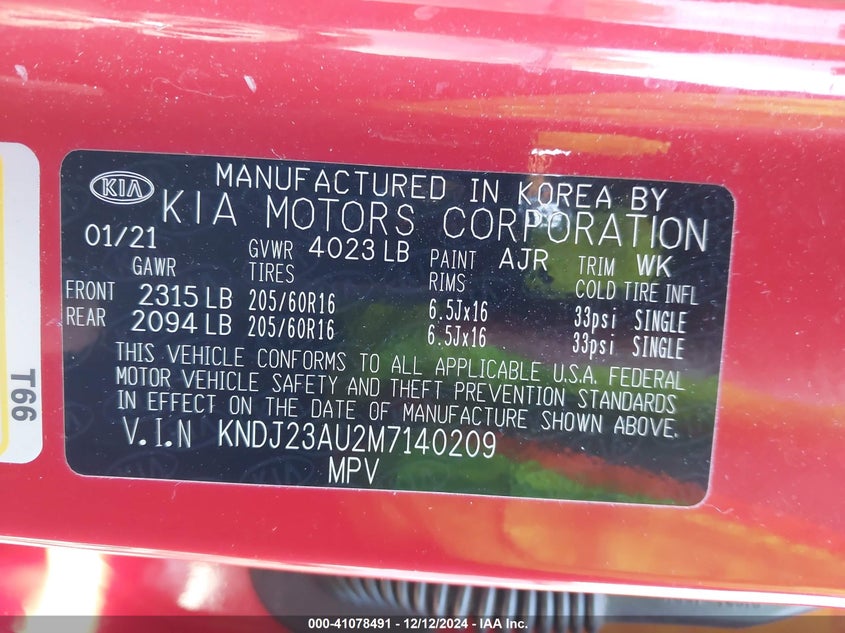 KIA
MANUFACTURED IN KOREA BY
KIA MOTORS CORPORATION
01/21 GVWR 4023 LB PAINT AJR TRIM WK
GAWR TIRES RIMS COLD TIRE INFL
FRONT 2315 LB 205/60R16 6.5Jx16 33psi SINGLE
REAR 2094 LB 205/60R16 6.5Jx16 33psi SINGLE
THIS VEHICLE CONFORMS TO ALL APPLICABLE U.S.A. FEDERAL
MOTOR VEHICLE SAFETY AND THEFT PREVENTION STANDARDS
IN EFFECT ON THE DATE OF MANUFACTURE SHOWN ABOVE.
V.I.N KNDJ23AU2M7140209
MPV
T66
000-41078491 - 12/12/2024 - IAA Inc.